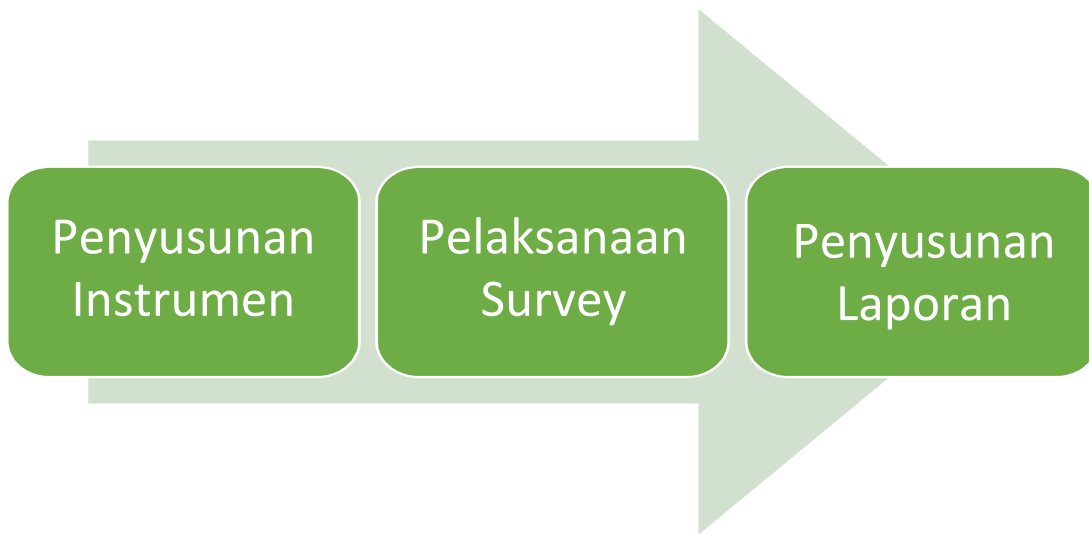 Penyusunan
Instrumen
Pelaksanaan
Survey
Penyusunan
Laporan